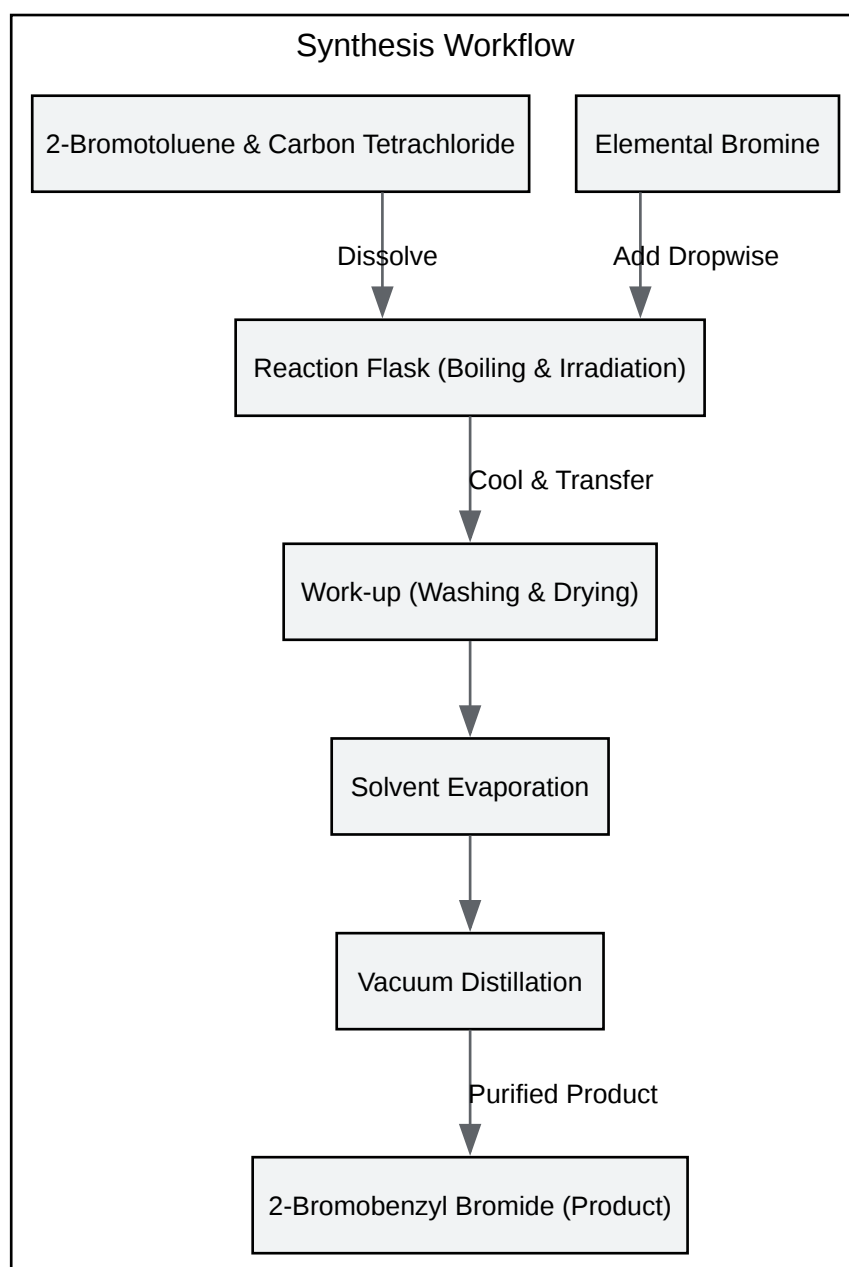 Synthesis Workflow
2-Bromotoluene & Carbon Tetrachloride
Elemental Bromine
Dissolve
Add Dropwise
Reaction Flask (Boiling & Irradiation)
Cool & Transfer
Work-up (Washing & Drying)
Solvent Evaporation
Vacuum Distillation
Purified Product
2-Bromobenzyl Bromide (Product)